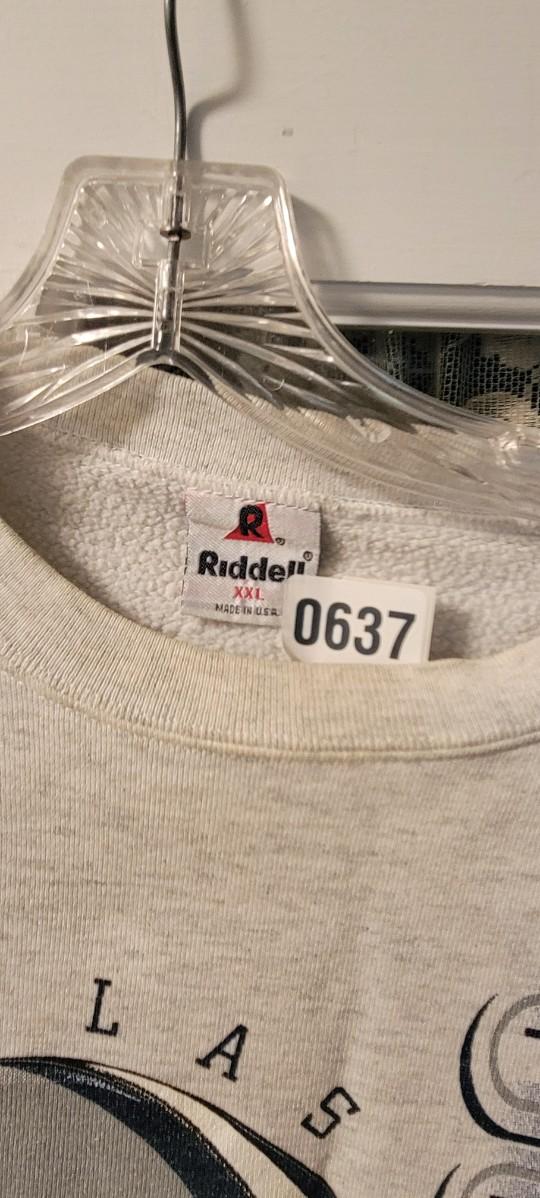 R
Riddell®
XXL
MADE IN U.S.A.
0637
L A S